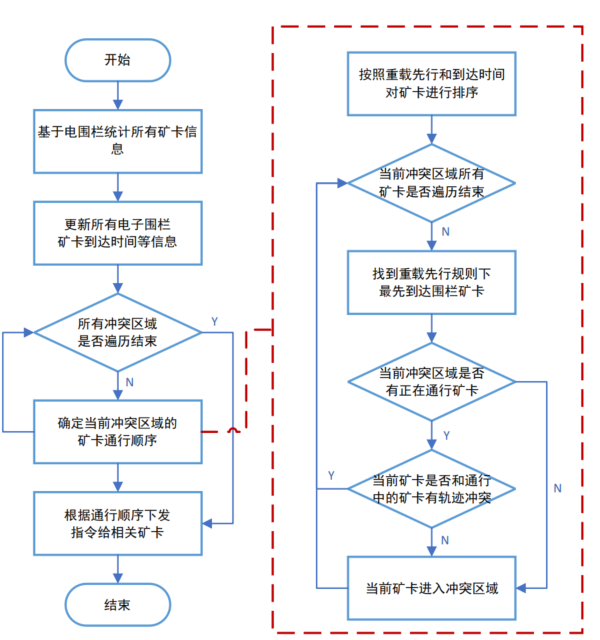 开始
基于电围栏统计所有矿卡信
息
更新所有电子围栏
矿卡到达时间等信息
所有冲突区域
是否遍历结束
Y
N
确定当前冲突区域的
矿卡通行顺序
根据通行顺序下发
指令给相关矿卡
结束
按照重载先行和到达时间
对矿卡进行排序
当前冲突区域所有
矿卡是否遍历结束
N
找到重载先行规则下
最先到达围栏矿卡
当前冲突区域是否
有正在通行矿卡
Y
N
当前矿卡是否和通行
中的矿卡有轨迹冲突
Y
N
当前矿卡进入冲突区域